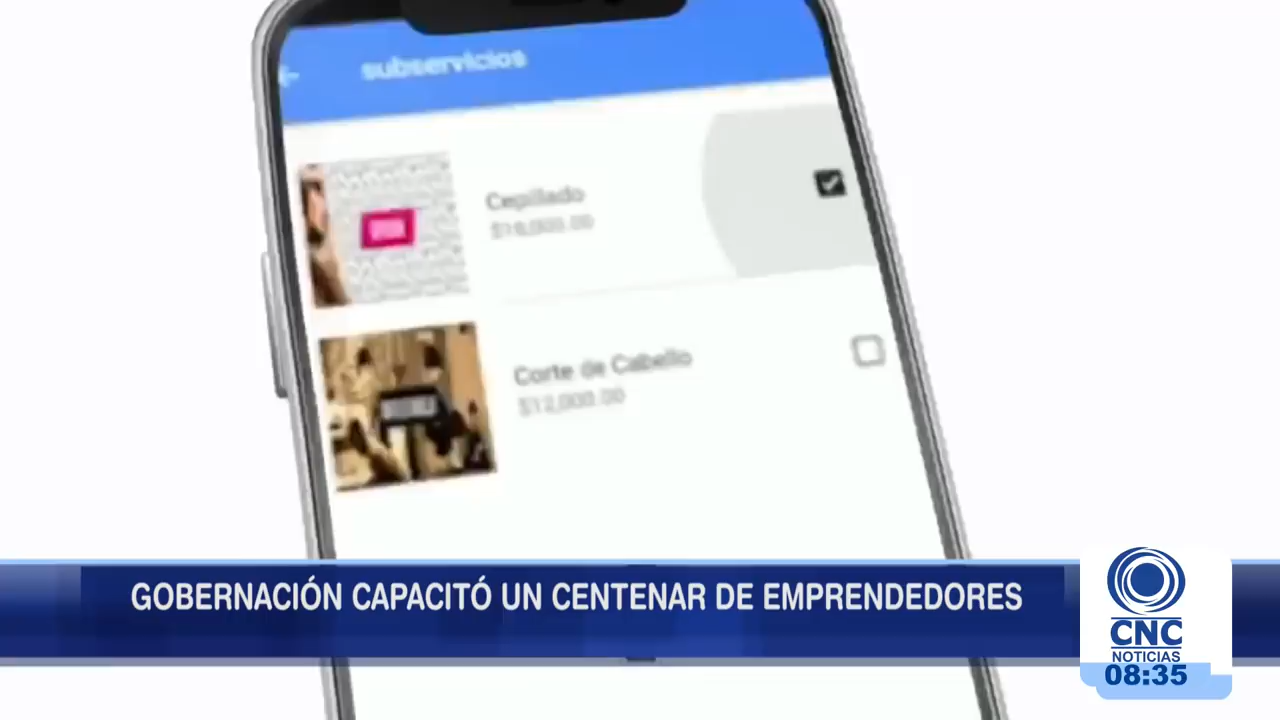 subservicios
Cepillado
Corte de Cabello
$12,000.00
GOBERNACIÓN CAPACITÓ UN CENTENAR DE EMPRENDEDORES
CNC
NOTICIAS
08:35